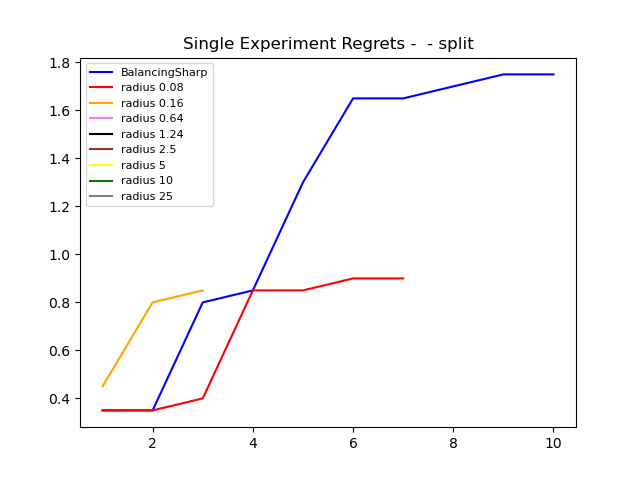 Single Experiment Regrets -  - split
1.8
1.6
1.4
1.2
1.0
0.8
0.6
0.4
BalancingSharp
radius 0.08
radius 0.16
radius 0.64
radius 1.24
radius 2.5
radius 5
radius 10
radius 25
2 4 6 8 10